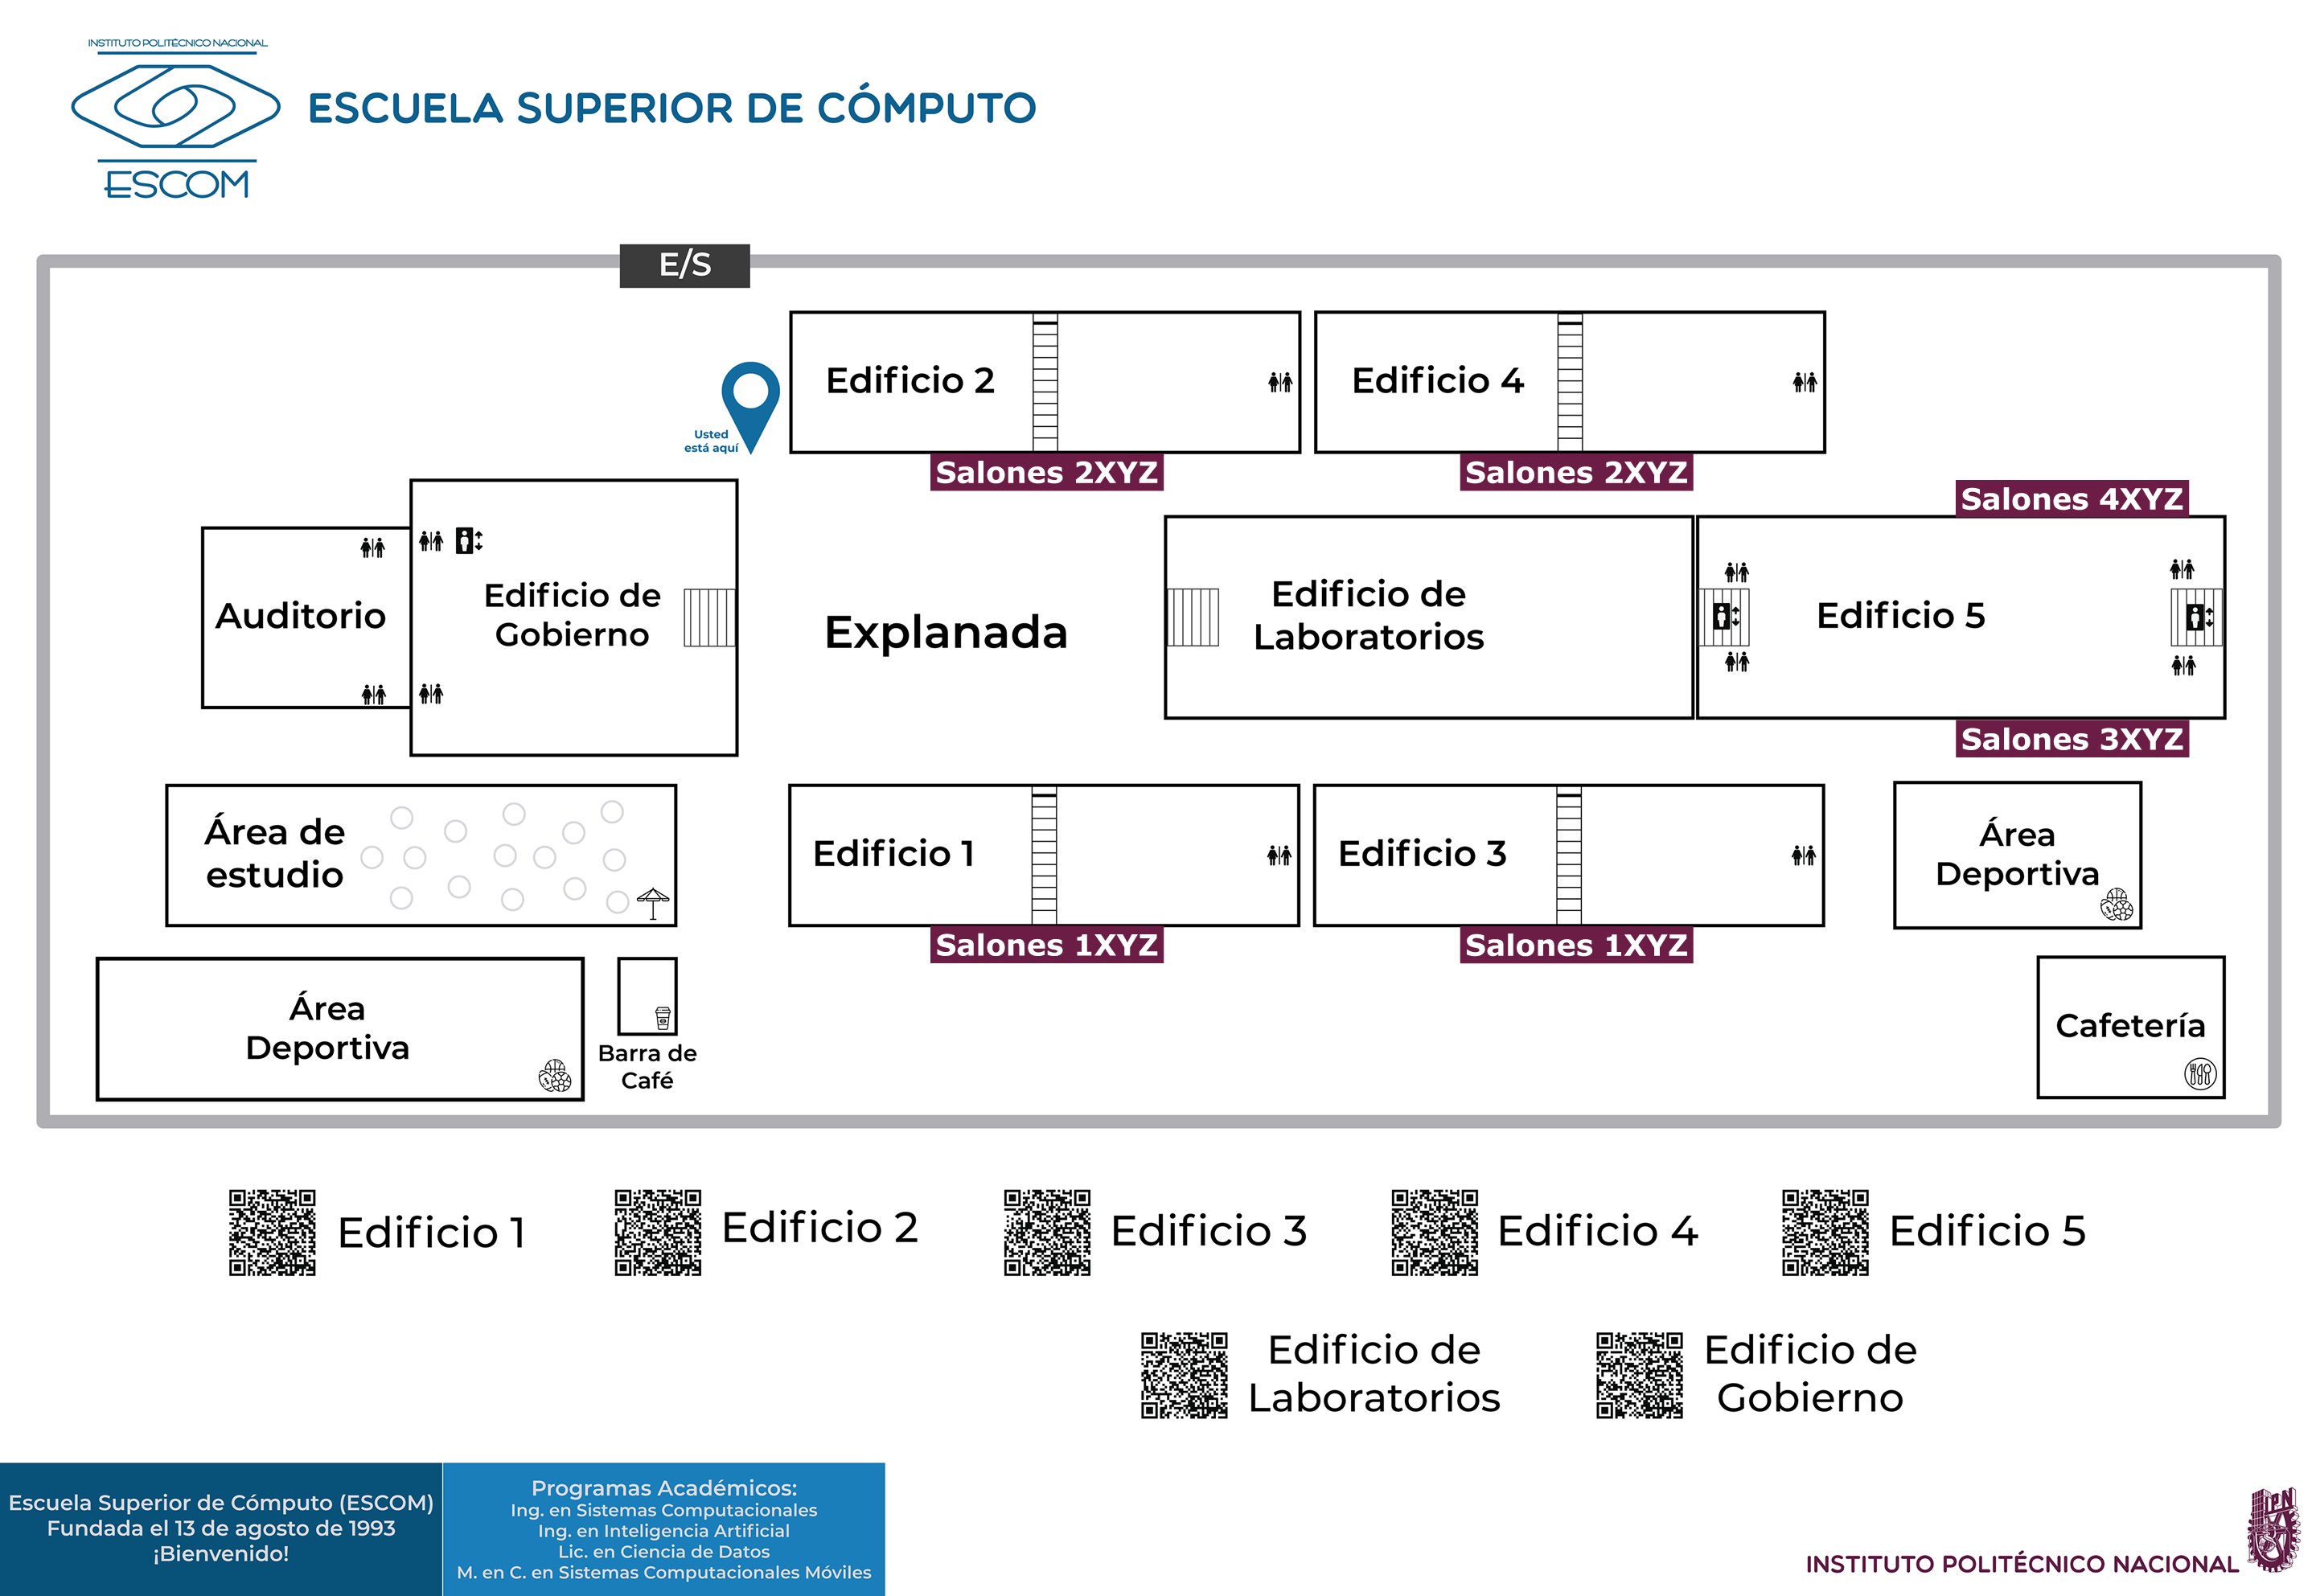 INSTITUTO POLITÉCNICO NACIONAL
ESCOM
ESCUELA SUPERIOR DE CÓMPUTO
E/S
Usted
está aquí
Edificio 2
Salones 2XYZ
Edificio 4
Salones 2XYZ
Auditorio
Edificio de
Gobierno
Explanada
Edificio de
Laboratorios
Salones 4XYZ
Edificio 5
Salones 3XYZ
Área de
estudio
Edificio 1
Salones 1XYZ
Edificio 3
Salones 1XYZ
Área
Deportiva
Área
Deportiva
Barra de
Café
Cafetería
Edificio 1
Edificio 2
Edificio 3
Edificio 4
Edificio 5
Edificio de
Laboratorios
Edificio de
Gobierno
Escuela Superior de Cómputo (ESCOM)
Fundada el 13 de agosto de 1993
¡Bienvenido!
Programas Académicos:
Ing. en Sistemas Computacionales
Ing. en Inteligencia Artificial
Lic. en Ciencia de Datos
M. en C. en Sistemas Computacionales Móviles
IPN
INSTITUTO POLITÉCNICO NACIONAL